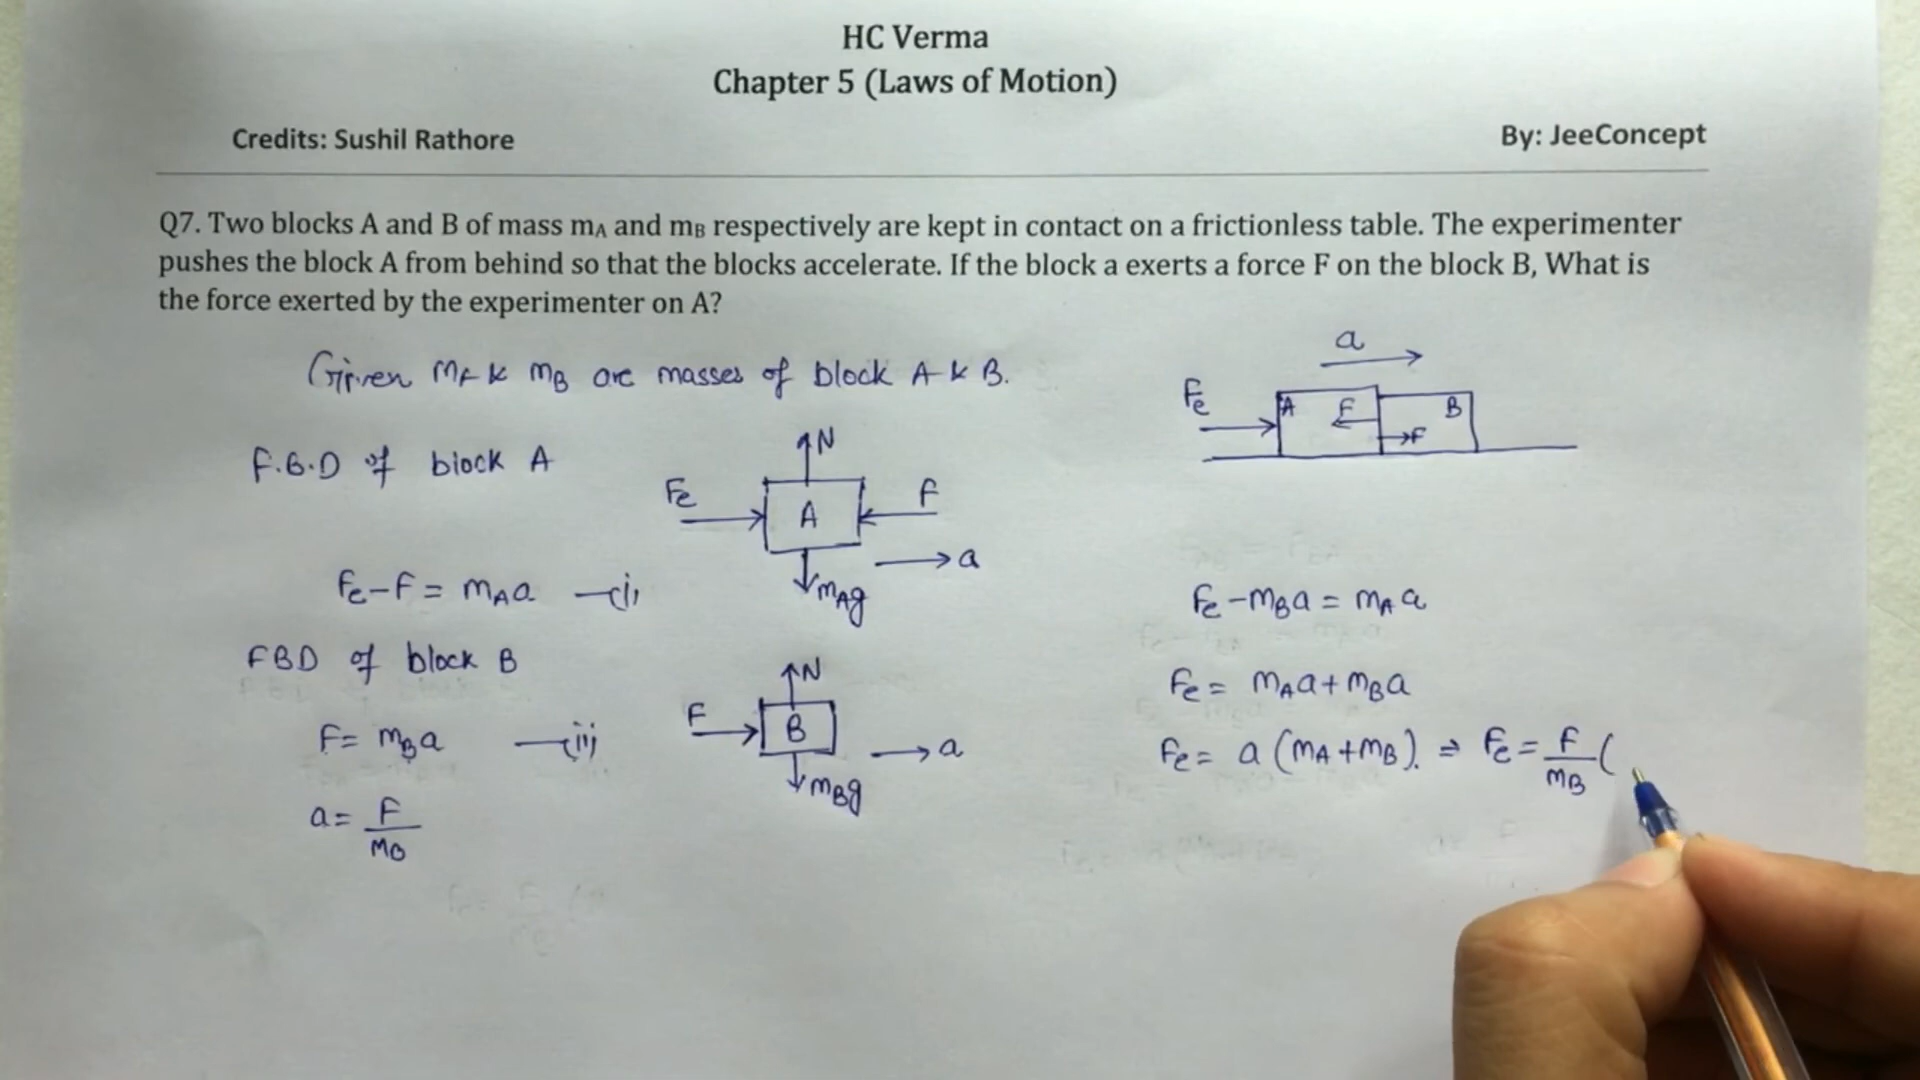 HC Verma
Chapter 5 (Laws of Motion)
Credits: Sushil Rathore
By: JeeConcept
Q7. Two blocks A and B of mass mA and mB respectively are kept in contact on a frictionless table. The experimenter
pushes the block A from behind so that the blocks accelerate. If the block a exerts a force F on the block B, What is
the force exerted by the experimenter on A?
Given mA & mB are masses of block A & B.
a
Fe
A F B
F
F.B.D of block A
N
Fe
A
F
a
mAg
Fe-F = mAa —(i)
FBD of block B
N
F
B
a
mBg
F = mBa —(ii)
a = F/mB
Fe - mBa = mA a
Fe = mAa + mBa
Fe = a (mA + mB). ⇒ Fe = F/mB (